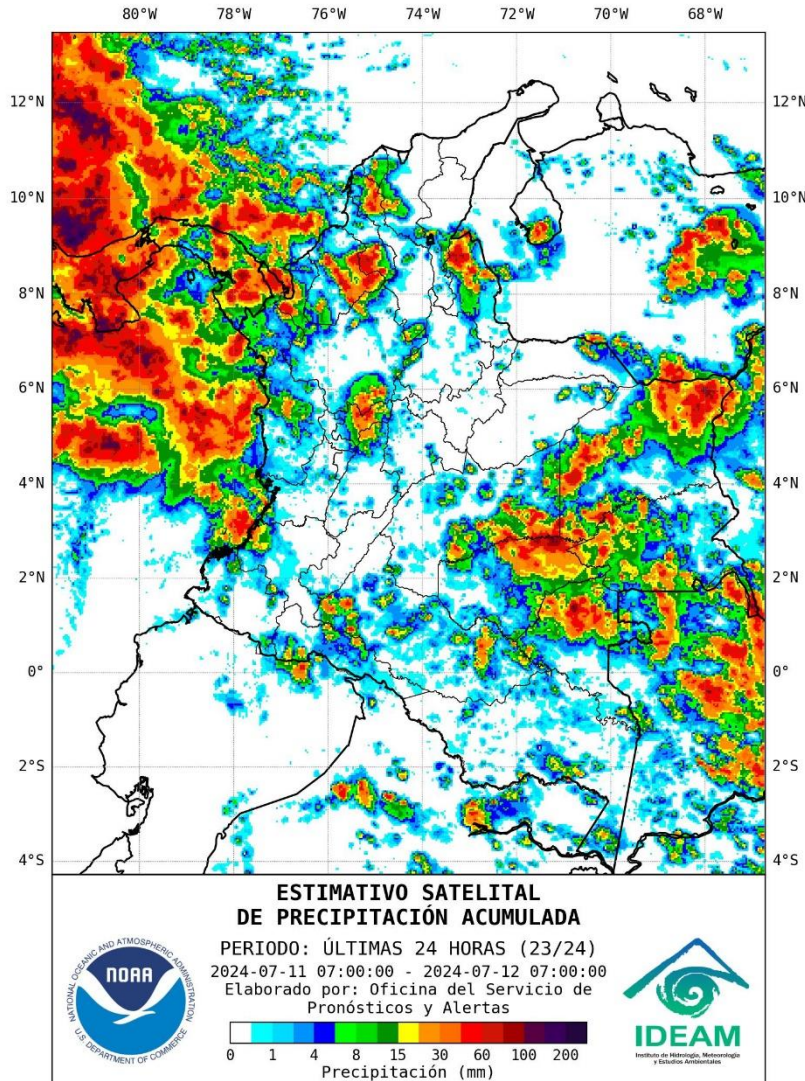 80°W 78°W 76°W 74°W 72°W 70°W 68°W
12°N 12°N
10°N 10°N
8°N 8°N
6°N 6°N
4°N 4°N
2°N 2°N
0° 0°
2°S 2°S
4°S 4°S
ESTIMATIVO SATELITAL
DE PRECIPITACIÓN ACUMULADA
PERIODO: ÚLTIMAS 24 HORAS (23/24)
2024-07-11 07:00:00 - 2024-07-12 07:00:00
Elaborado por: Oficina del Servicio de
Pronósticos y Alertas
0 1 4 8 15 30 60 100 200
Precipitación (mm)
NATIONAL OCEANIC AND ATMOSPHERIC ADMINISTRATION
NOAA
U.S. DEPARTMENT OF COMMERCE
IDEAM
Instituto de Hidrología, Meteorología
y Estudios Ambientales